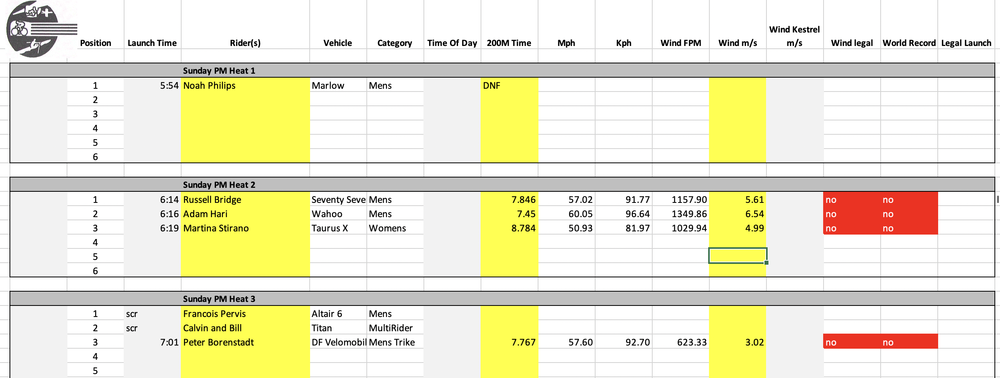 Position Launch Time Rider(s) Vehicle Category Time Of Day 200M Time Mph Kph Wind FPM Wind m/s Wind Kestrel m/s Wind legal World Record Legal Launch
Sunday PM Heat 1
1 5:54 Noah Philips Marlow Mens DNF
2
3
4
5
6
Sunday PM Heat 2
1 6:14 Russell Bridge Seventy Seve Mens 7.846 57.02 91.77 1157.90 5.61 no no
2 6:16 Adam Hari Wahoo Mens 7.45 60.05 96.64 1349.86 6.54 no no
3 6:19 Martina Stirano Taurus X Womens 8.784 50.93 81.97 1029.94 4.99 no no
4
5
6
Sunday PM Heat 3
1 scr Francois Pervis Altair 6 Mens
2 scr Calvin and Bill Titan MultiRider
3 7:01 Peter Borenstadt DF Velomobil Mens Trike 7.767 57.60 92.70 623.33 3.02 no no
4
5